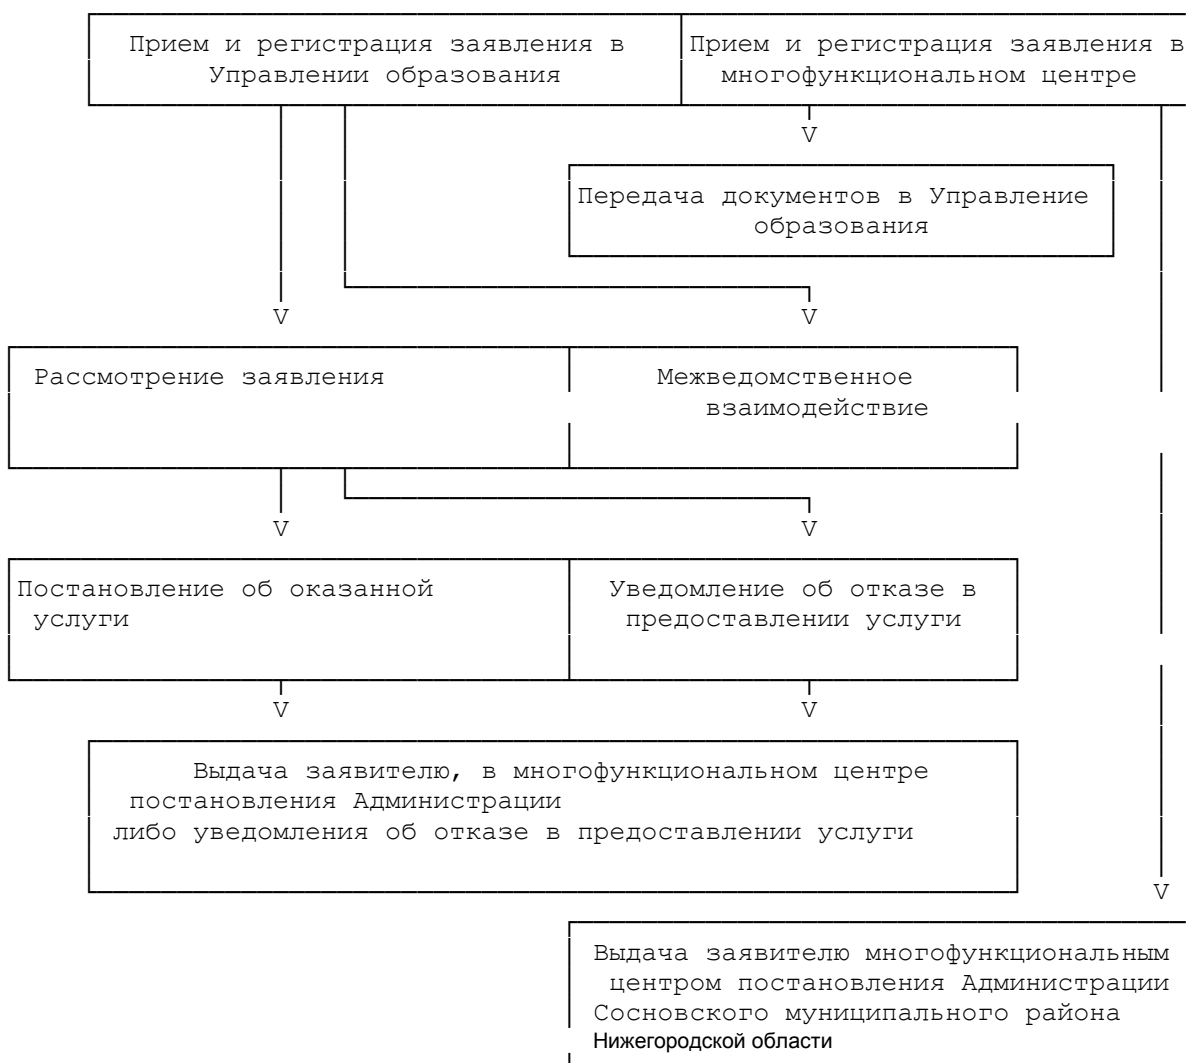 Прием и регистрация заявления в
Управлении образования
Прием и регистрация заявления в
многофункциональном центре
V
Передача документов в Управление
образования
V
V
Рассмотрение заявления
Межведомственное
взаимодействие
V
V
Постановление об оказанной
услуги
Уведомление об отказе в
предоставлении услуги
V
V
Выдача заявителю, в многофункциональном центре
постановления Администрации
либо уведомления об отказе в предоставлении услуги
V
Выдача заявителю многофункциональным
центром постановления Администрации
Сосновского муниципального района
Нижегородской области